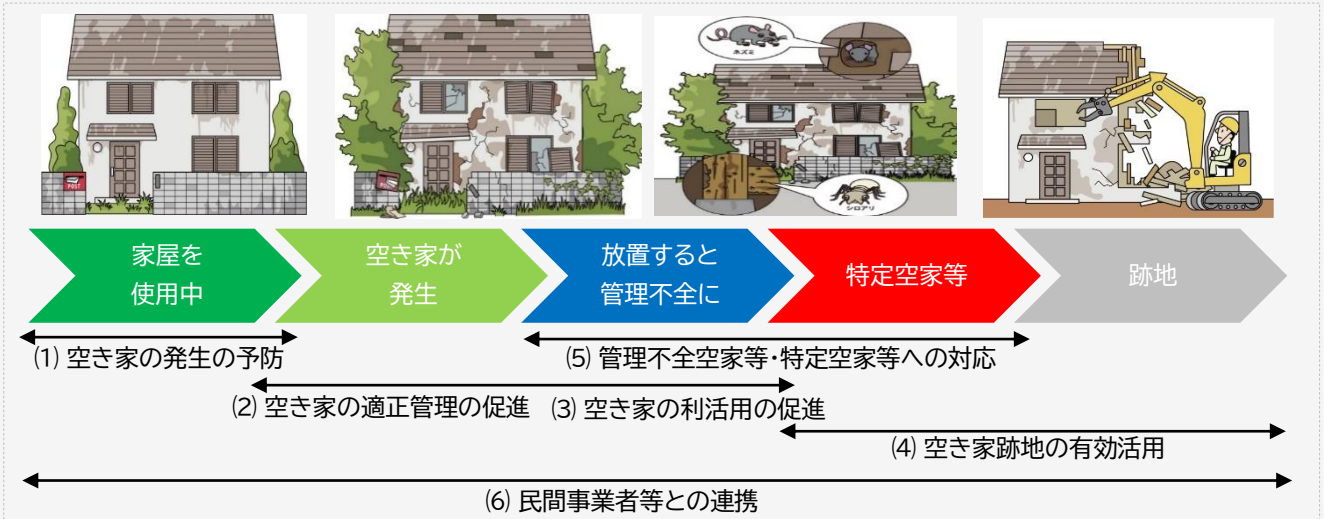 ネズミ
POST
POST
シロアリ
家屋を
使用中
空き家が
発生
放置すると
管理不全に
特定空家等
跡地
⑴ 空き家の発生の予防
⑸ 管理不全空家等・特定空家等への対応
⑵ 空き家の適正管理の促進
⑶ 空き家の利活用の促進
⑷ 空き家跡地の有効活用
⑹ 民間事業者等との連携